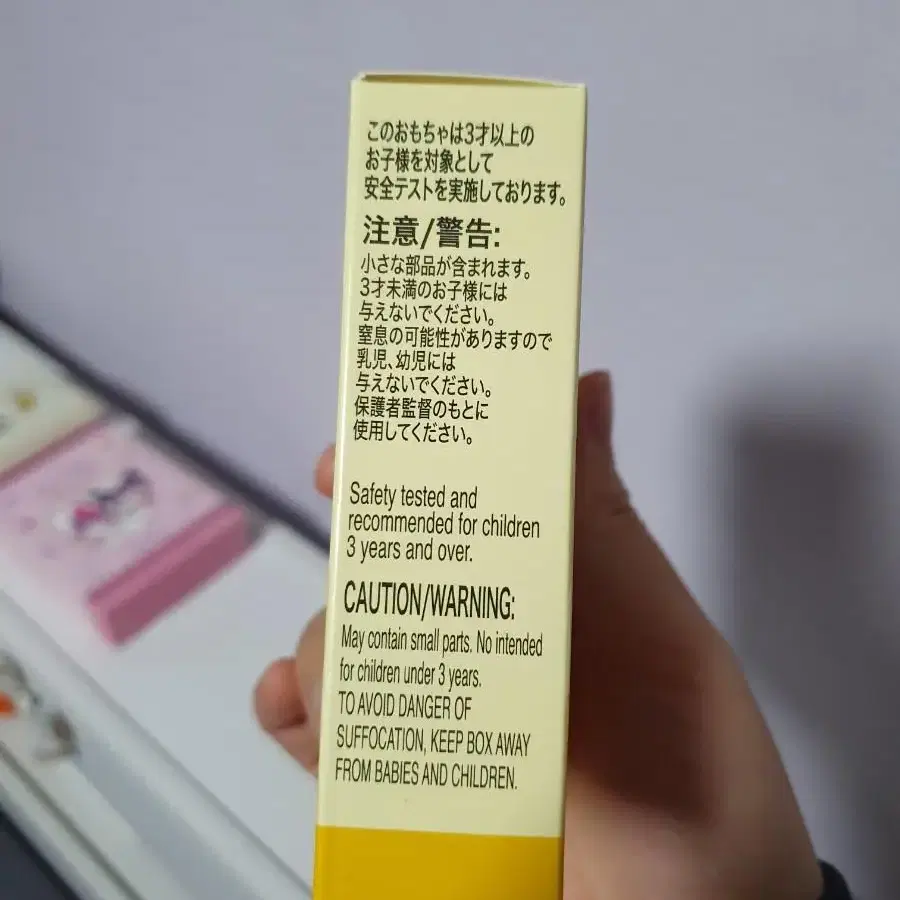 このおもちゃは3才以上の
お子様を対象として
安全テストを実施しております。
注意/警告:
小さな部品が含まれます。
3才未満のお子様には
与えないでください。
窒息の可能性がありますので
乳児、幼児には
与えないでください。
保護者監督のもとに
使用してください。
Safety tested and
recommended for children
3 years and over.
CAUTION/WARNING:
May contain small parts. No intended
for children under 3 years.
TO AVOID DANGER OF
SUFFOCATION, KEEP BOX AWAY
FROM BABIES AND CHILDREN.